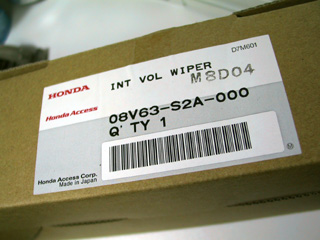 D7M601
INT VOL WIPER
HONDA
M8D04
Honda Access
08V63-S2A-000
Q'TY 1
Honda Access Corp.
Made in Japan